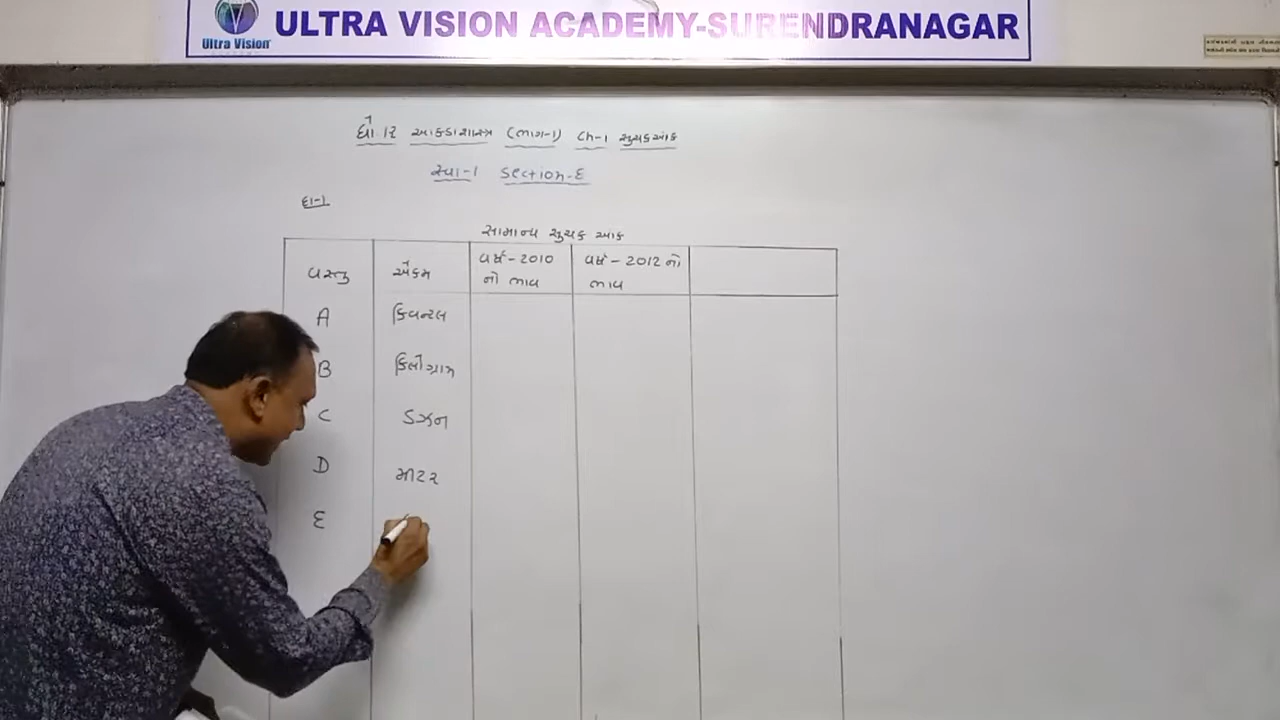 Ultra Vision
ULTRA VISION ACADEMY-SURENDRANAGAR
ધો 12 આંકડાશાસ્ત્ર (ભાગ-1) Ch-1 સુચકઆંક
સ્વા-1 Section-E
દા-1
સામાન્ય સુચક આંક
વસ્તુ એકમ વર્ષ-2010 નો ભાવ વર્ષ-2012 નો ભાવ
A ક્વિન્ટલ
B કિલોગ્રામ
C ડઝન
D મીટર
E